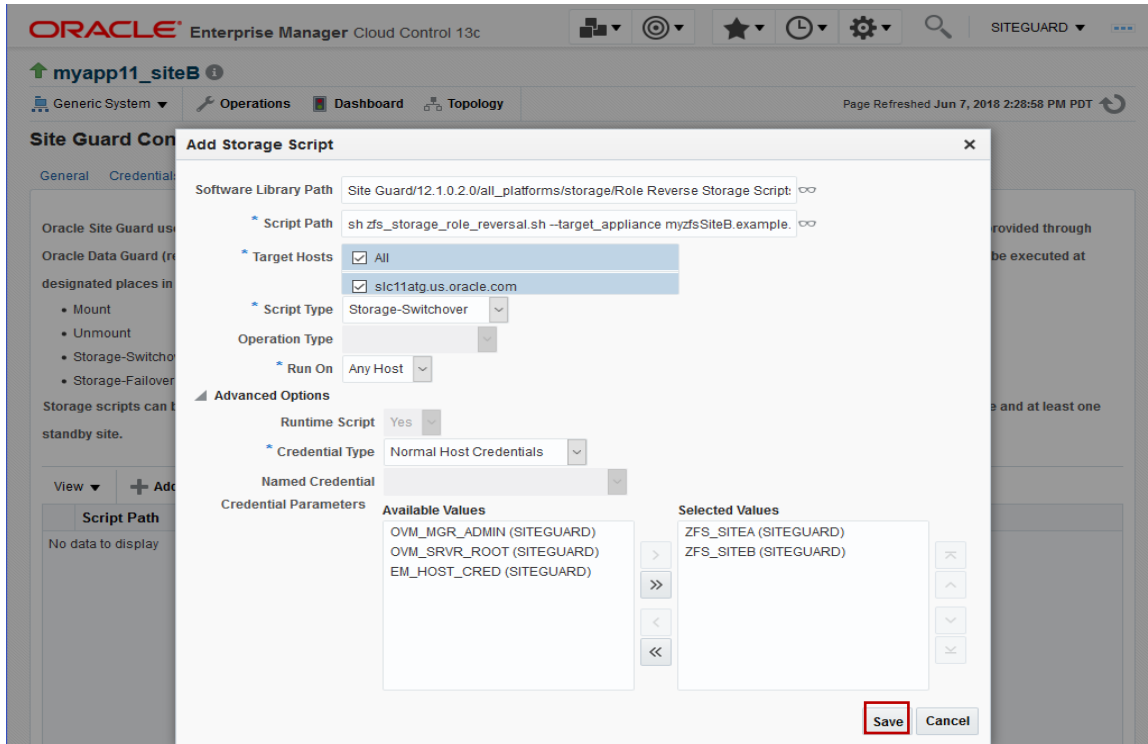 ORACLE Enterprise Manager Cloud Control 13c SITEGUARD
myapp11_siteB
Generic System Operations Dashboard Topology Page Refreshed Jun 7, 2018 2:28:58 PM PDT
Site Guard Con
Add Storage Script
General Credential
Software Library Path Site Guard/12.1.0.2.0/all_platforms/storage/Role Reverse Storage Script
* Script Path sh zfs_storage_role_reversal.sh --target_appliance myzfsSiteB.example.
Oracle Site Guard us rovided through
* Target Hosts All
Oracle Data Guard (r be executed at
slc11atg.us.oracle.com
designated places in
• Mount
* Script Type Storage-Switchover
• Unmount
Operation Type
• Storage-Switcho
* Run On Any Host
• Storage-Failover
Advanced Options
Storage scripts can e and at least one
Runtime Script Yes
standby site.
* Credential Type Normal Host Credentials
Named Credential
View Add
Credential Parameters Available Values Selected Values
Script Path
OVM_MGR_ADMIN (SITEGUARD) ZFS_SITEA (SITEGUARD)
No data to display
OVM_SRVR_ROOT (SITEGUARD) ZFS_SITEB (SITEGUARD)
EM_HOST_CRED (SITEGUARD)
Save Cancel